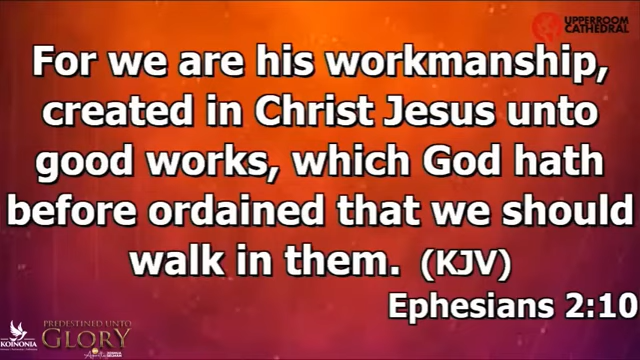 UPPERROOM
CATHEDRAL
For we are his workmanship,
created in Christ Jesus unto
good works, which God hath
before ordained that we should
walk in them. (KJV)
Ephesians 2:10
KOINONIA
PREDESTINED UNTO
GLORY